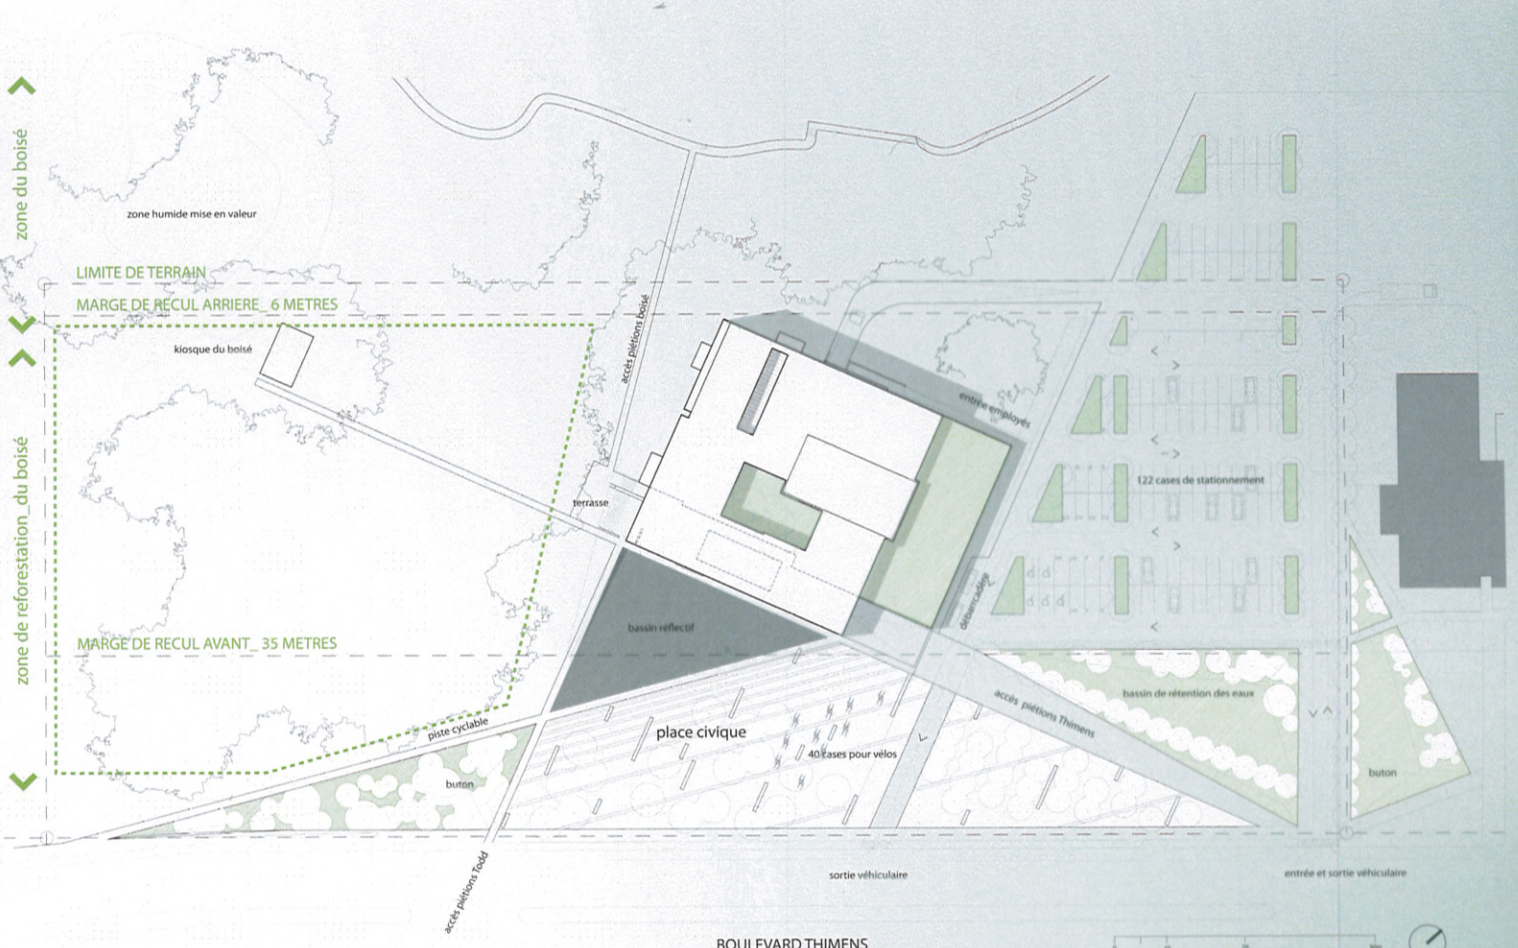 zone du boisé
zone humide mise en valeur
LIMITE DE TERRAIN
MARGE DE RECUL ARRIERE_ 6 METRES
kiosque du boisé
accès piétons boisé
entrée employés
zone de reforestation_du boisé
terrasse
122 cases de stationnement
débarcadère
bassin réflectif
MARGE DE RECUL AVANT_ 35 METRES
bassin de rétention des eaux
accès piétions Thimens
piste cyclable
place civique
40 cases pour vélos
buton
buton
accès piétions Todd
sortie véhiculaire
entrée et sortie véhiculaire
BOULEVARD THIMENS